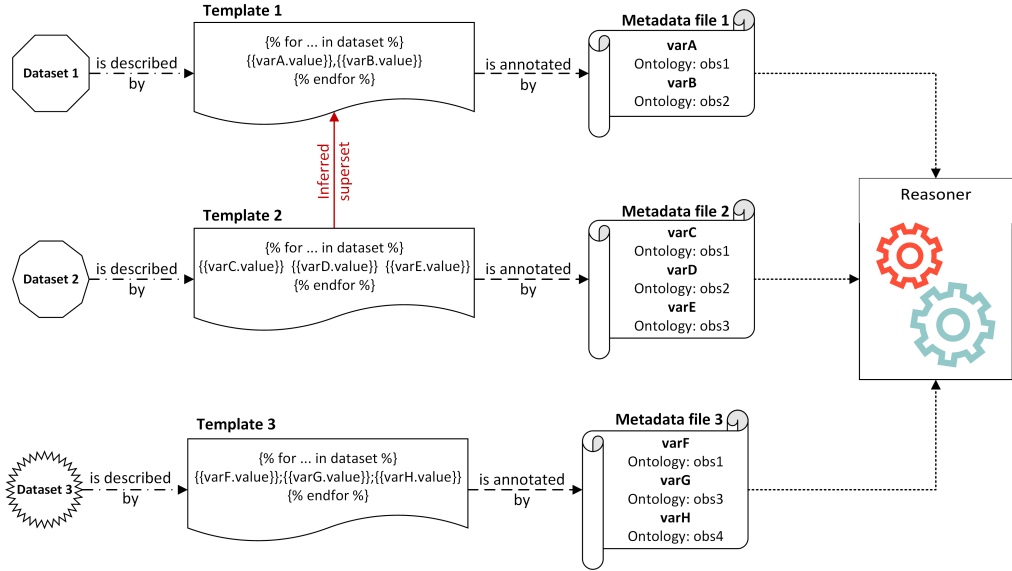 Template 1
Dataset 1
is described
by
{% for ... in dataset %}
{{varA.value}},{{varB.value}}
{% endfor %}
is annotated
by
Metadata file 1
varA
Ontology: obs1
varB
Ontology: obs2
Inferred
superset
Reasoner
Template 2
Dataset 2
is described
by
{% for ... in dataset %}
{{varC.value}} {{varD.value}} {{varE.value}}
{% endfor %}
is annotated
by
Metadata file 2
varC
Ontology: obs1
varD
Ontology: obs2
varE
Ontology: obs3
Template 3
Dataset 3
is described
by
{% for ... in dataset %}
{{varF.value}};{{varG.value}};{{varH.value}}
{% endfor %}
is annotated
by
Metadata file 3
varF
Ontology: obs1
varG
Ontology: obs3
varH
Ontology: obs4